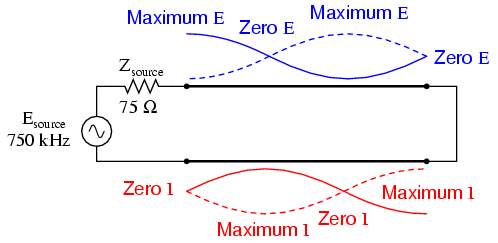 Maximum E
Zero E
Maximum E
Zero E
Zsource
75 Ω
Esource
750 kHz
Zero I
Maximum I
Zero I
Maximum I